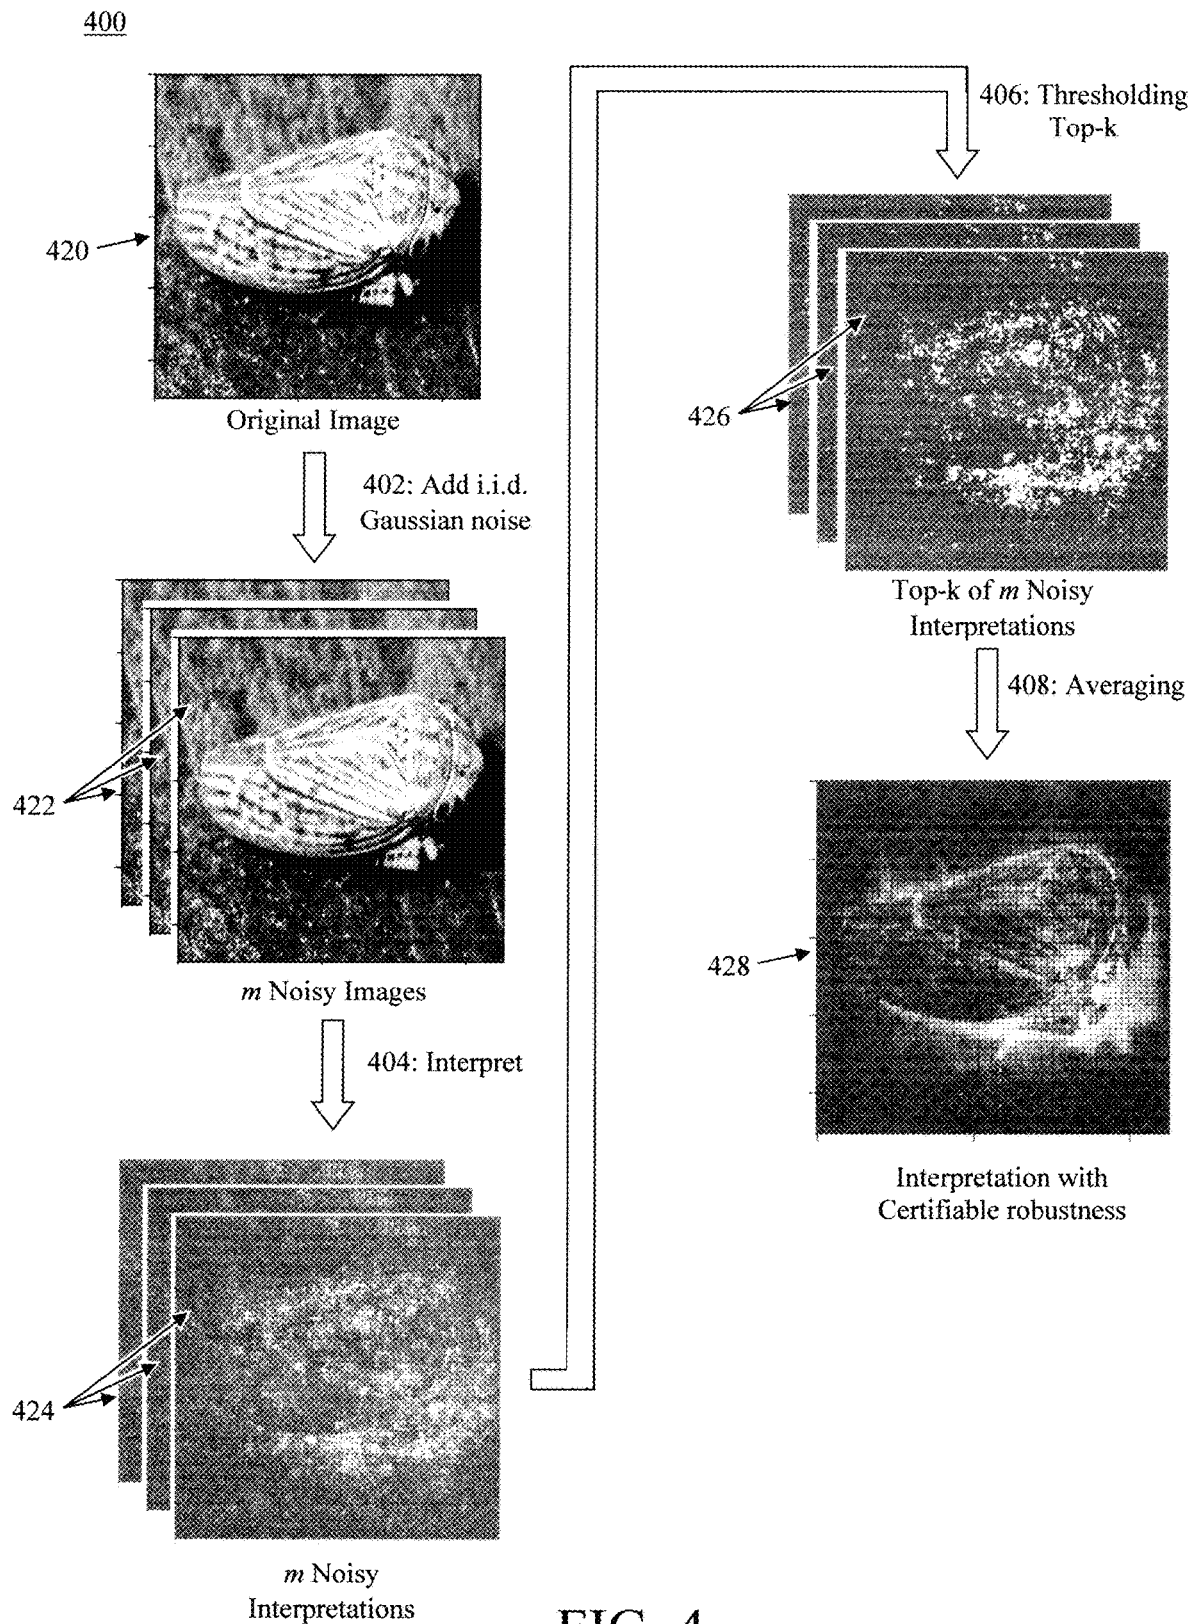 400
420
Original Image
402: Add i.i.d.
Gaussian noise
422
m Noisy Images
404: Interpret
424
m Noisy
Interpretations
406: Thresholding
Top-k
426
Top-k of m Noisy
Interpretations
408: Averaging
428
Interpretation with
Certifiable robustness
FIG. 4